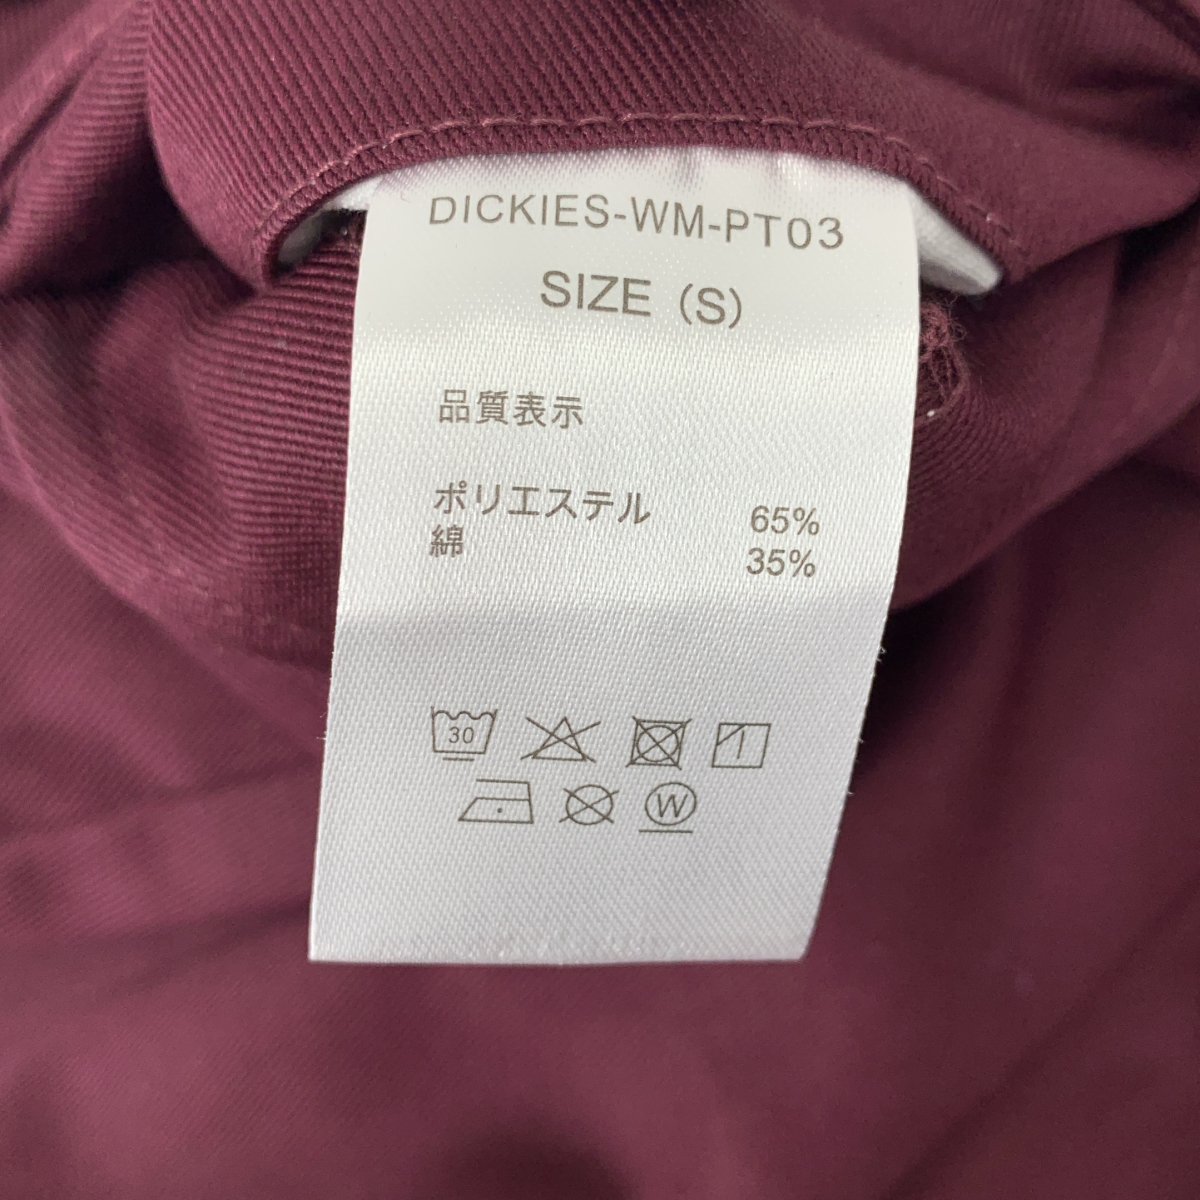 DICKIES-WM-PT03
SIZE (S)
品質表示
ポリエステル 65%
綿 35%
30
W